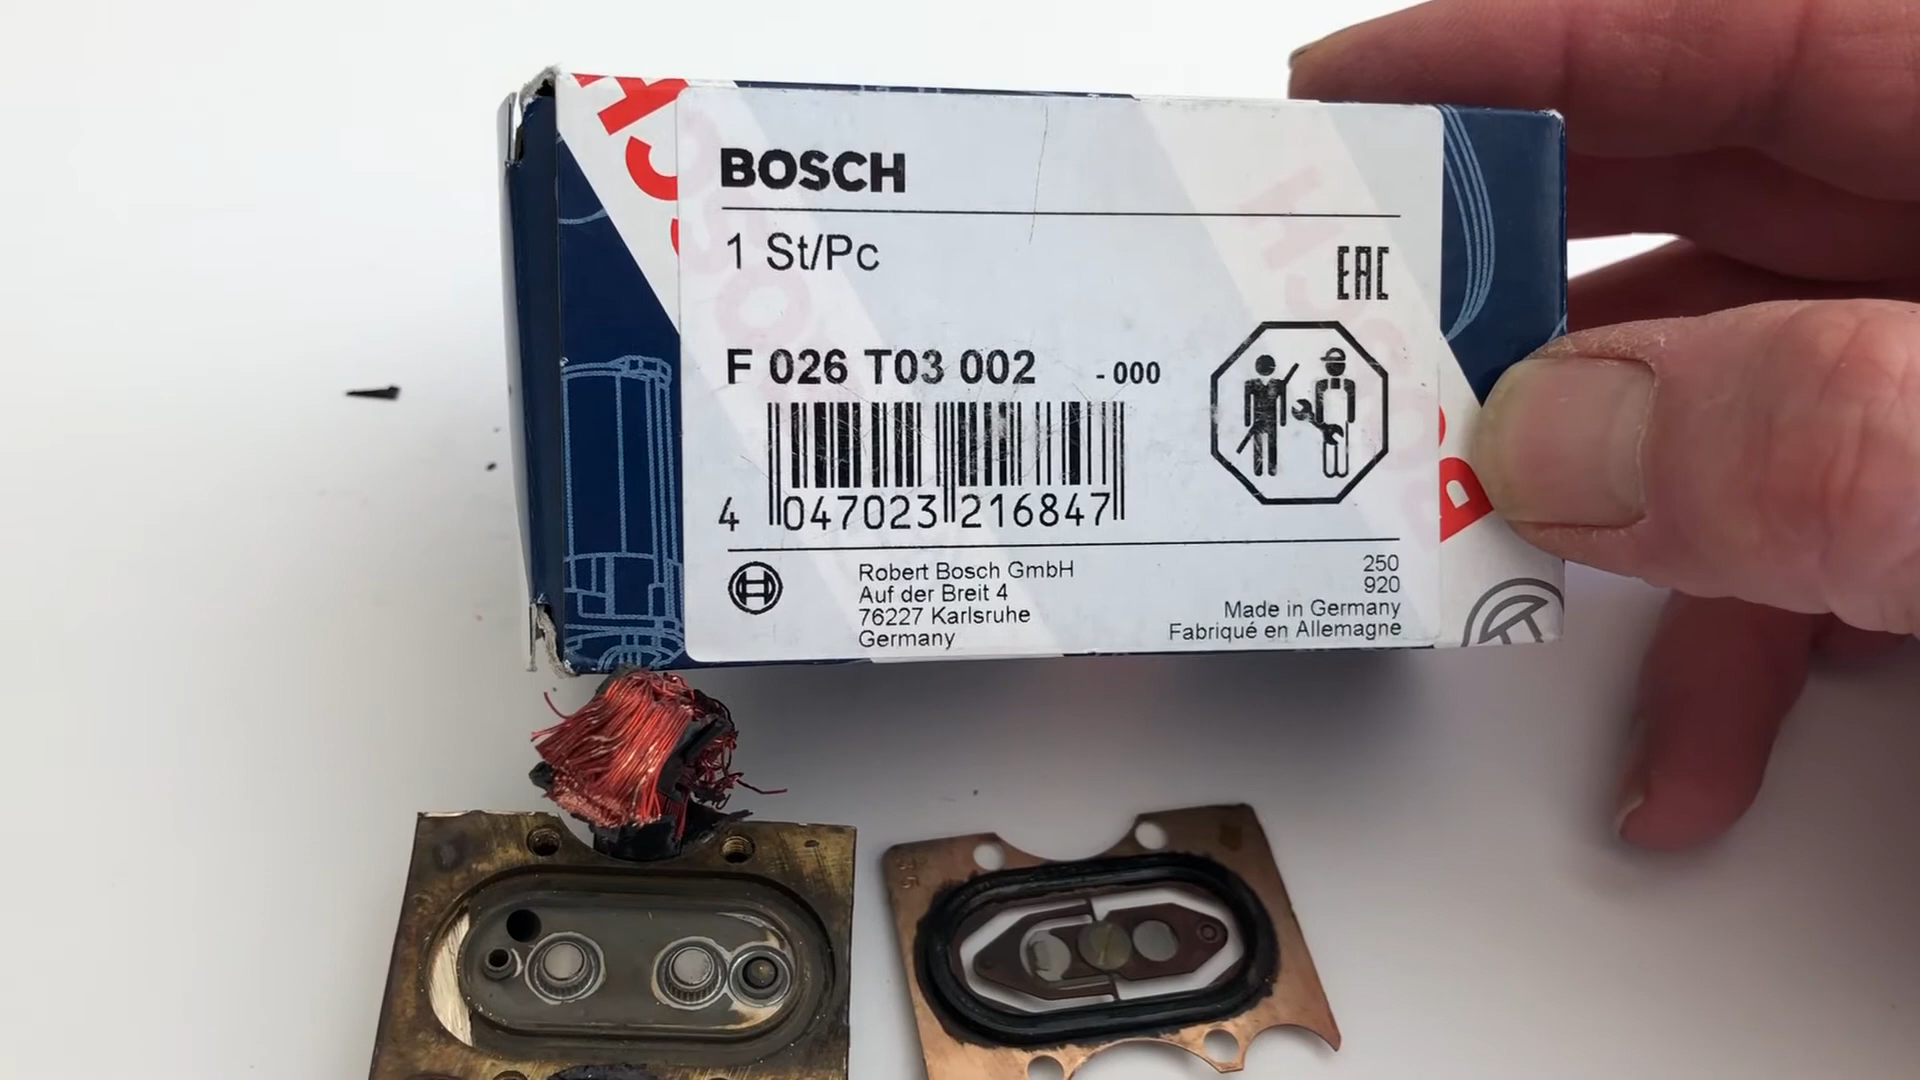 BOSCH
1 St/Pc
EAC
F 026 T03 002 - 000
4 047023 216847
Robert Bosch GmbH
Auf der Breit 4
76227 Karlsruhe
Germany
250
920
Made in Germany
Fabriqué en Allemagne